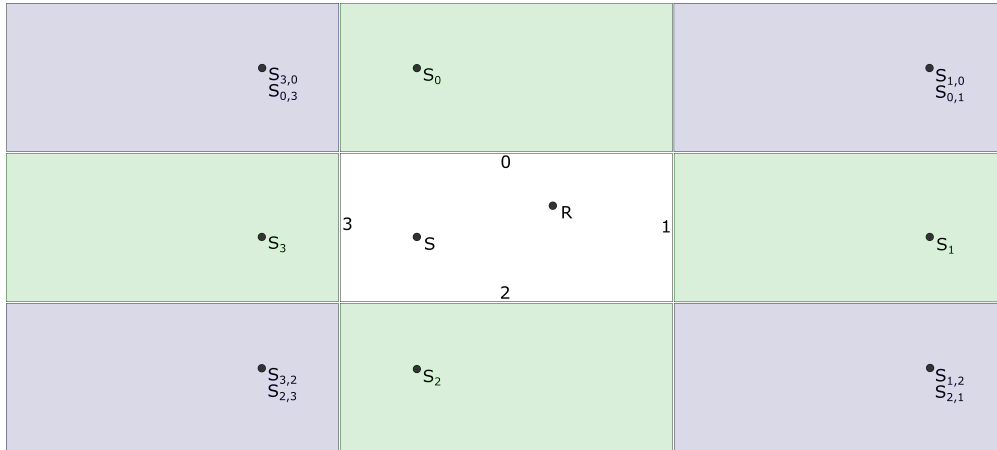 S₃,₀
S₀,₃
S₀
S₁,₀
S₀,₁
0
R
3
1
S₃
S
S₁
2
S₃,₂
S₂,₃
S₂
S₁,₂
S₂,₁